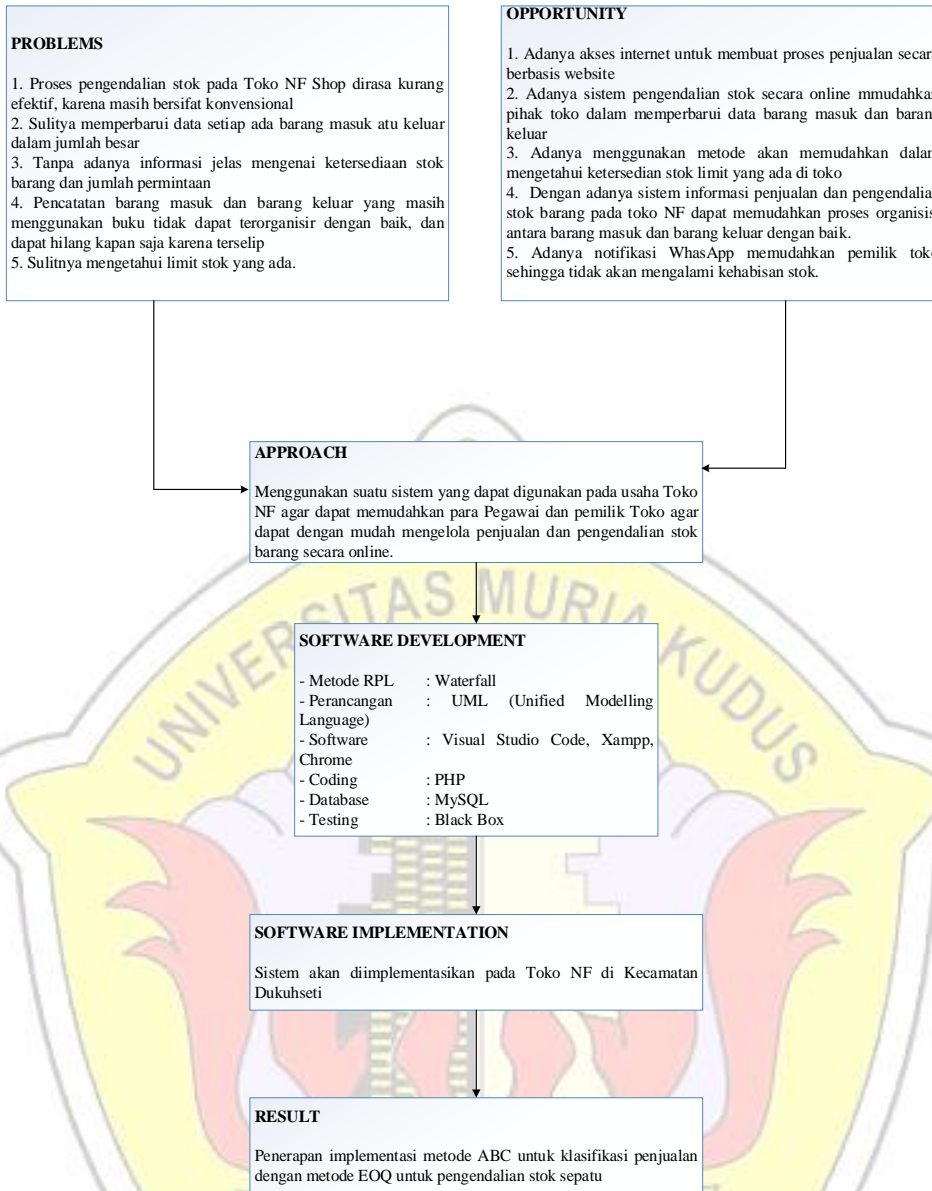 PROBLEMS
1. Proses pengendalian stok pada Toko NF Shop dirasa kurang
efektif, karena masih bersifat konvensional
2. Sulitya memperbarui data setiap ada barang masuk atu keluar
dalam jumlah besar
3. Tanpa adanya informasi jelas mengenai ketersediaan stok
barang dan jumlah permintaan
4. Pencatatan barang masuk dan barang keluar yang masih
menggunakan buku tidak dapat terorganisir dengan baik, dan
dapat hilang kapan saja karena terselip
5. Sulitnya mengetahui limit stok yang ada.
OPPORTUNITY
1. Adanya akses internet untuk membuat proses penjualan secara
berbasis website
2. Adanya sistem pengendalian stok secara online mmudahkan
pihak toko dalam memperbarui data barang masuk dan baran
keluar
3. Adanya menggunakan metode akan memudahkan dalan
mengetahui ketersedian stok limit yang ada di toko
4. Dengan adanya sistem informasi penjualan dan pengendalia
stok barang pada toko NF dapat memudahkan proses organisis
antara barang masuk dan barang keluar dengan baik.
5. Adanya notifikasi WhasApp memudahkan pemilik toko
sehingga tidak akan mengalami kehabisan stok.
APPROACH
Menggunakan suatu sistem yang dapat digunakan pada usaha Toko
NF agar dapat memudahkan para Pegawai dan pemilik Toko agar
dapat dengan mudah mengelola penjualan dan pengendalian stok
barang secara online.
SOFTWARE DEVELOPMENT
- Metode RPL : Waterfall
- Perancangan : UML (Unified Modelling
Language)
- Software : Visual Studio Code, Xampp,
Chrome
- Coding : PHP
- Database : MySQL
- Testing : Black Box
SOFTWARE IMPLEMENTATION
Sistem akan diimplementasikan pada Toko NF di Kecamatan
Dukuhseti
RESULT
Penerapan implementasi metode ABC untuk klasifikasi penjualan
dengan metode EOQ untuk pengendalian stok sepatu
UNIVERSITAS MURIA KUDUS